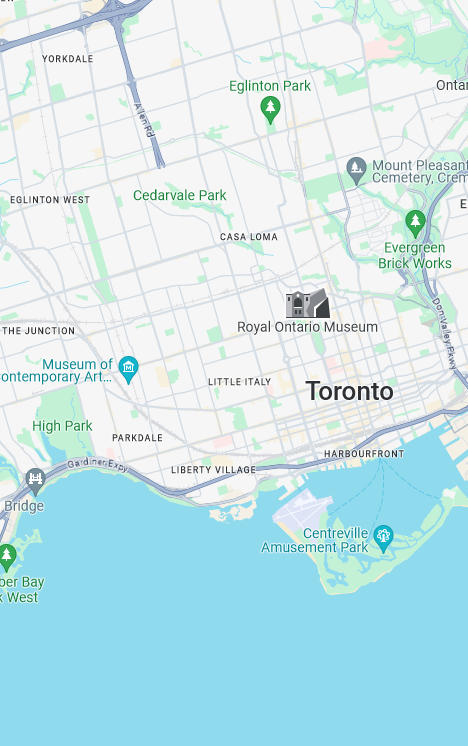 YORKDALE
Allen Rd
Eglinton Park
Ontar
Mount Pleasant
Cemetery, Crem
EGLINTON WEST
Cedarvale Park
E
CASA LOMA
Evergreen
Brick Works
Don Valley Pkwy
THE JUNCTION
Royal Ontario Museum
Museum of
ontemporary Art...
LITTLE ITALY
Toronto
High Park
PARKDALE
HARBOURFRONT
Gardiner Expy
LIBERTY VILLAGE
Bridge
Centreville
Amusement Park
ber Bay
k West